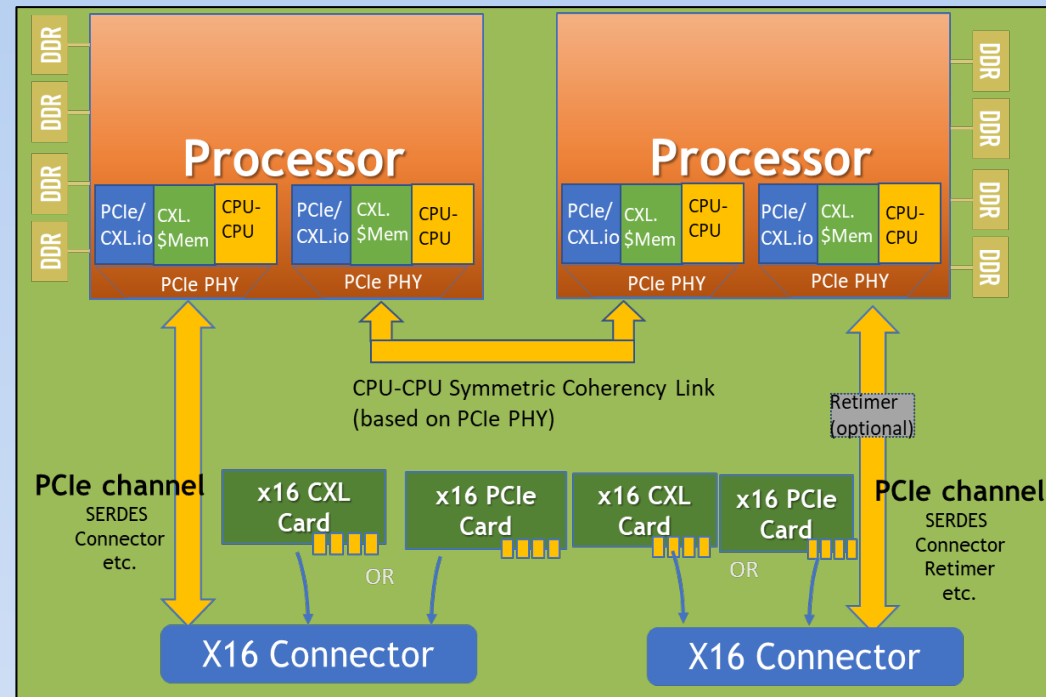 DDR
DDR
DDR
DDR
Processor
PCIe/
CXL.io
CXL.
$Mem
CPU-
CPU
PCIe PHY
PCIe/
CXL.io
CXL.
$Mem
CPU-
CPU
PCIe PHY
Processor
PCIe/
CXL.io
CXL.
$Mem
CPU-
CPU
PCIe PHY
PCIe/
CXL.io
CXL.
$Mem
CPU-
CPU
PCIe PHY
DDR
DDR
DDR
DDR
CPU-CPU Symmetric Coherency Link
(based on PCIe PHY)
Retimer
(optional)
PCIe channel
SERDES
Connector
etc.
x16 CXL
Card
OR
x16 PCIe
Card
x16 CXL
Card
OR
x16 PCIe
Card
PCIe channel
SERDES
Connector
Retimer
etc.
X16 Connector
X16 Connector